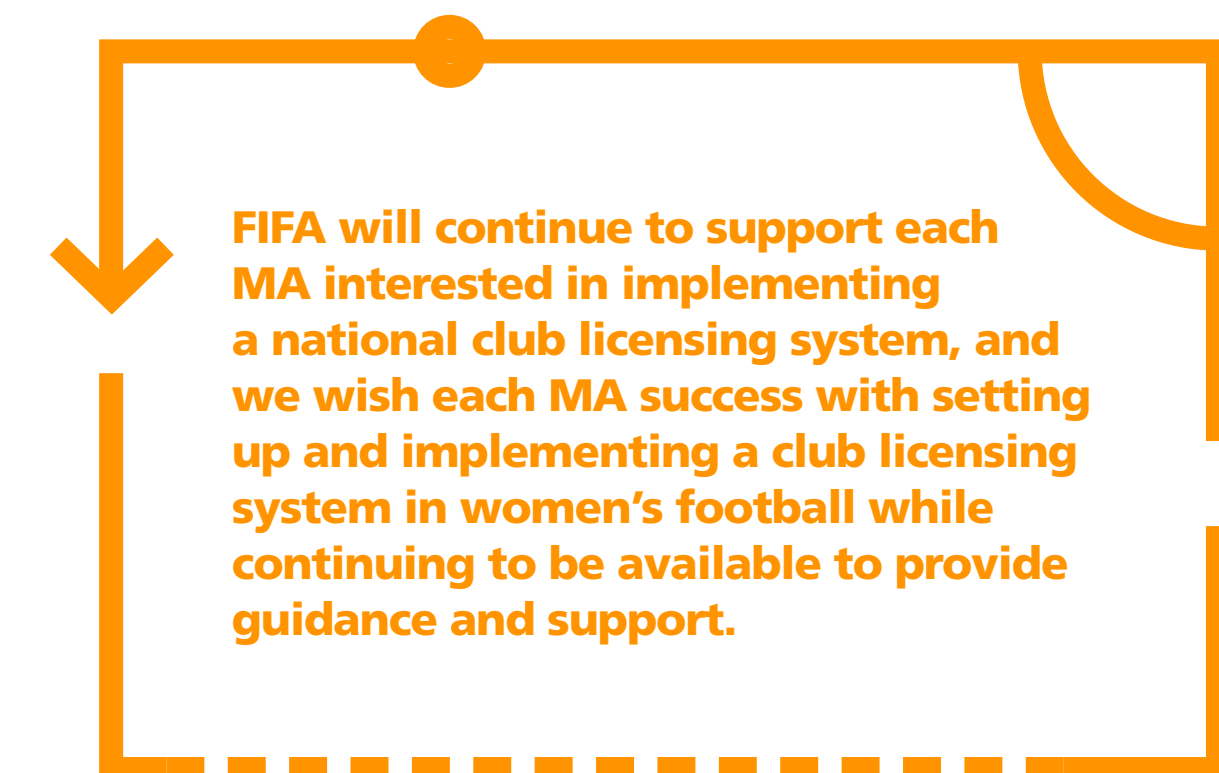 FIFA will continue to support each
MA interested in implementing
a national club licensing system, and
we wish each MA success with setting
up and implementing a club licensing
system in women’s football while
continuing to be available to provide
guidance and support.